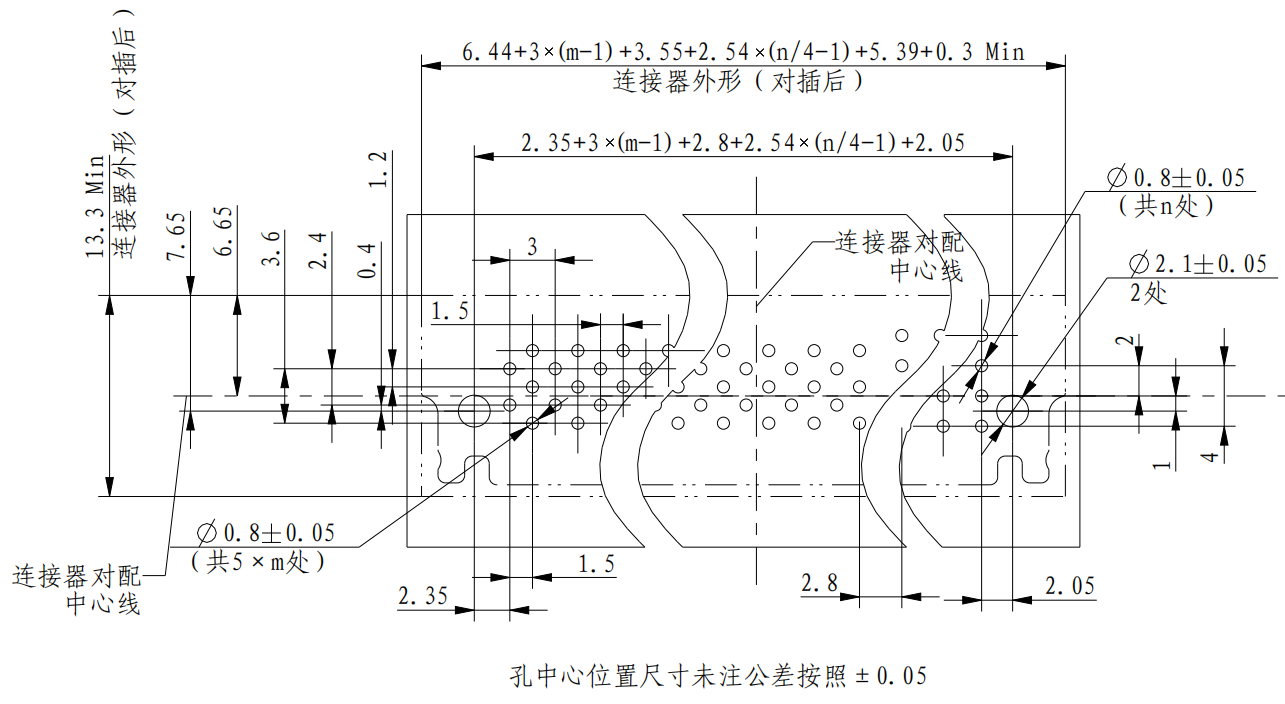 6.44+3×(m-1)+3.55+2.54×(n/4-1)+5.39+0.3 Min
连接器外形(对插后)
2.35+3×(m-1)+2.8+2.54×(n/4-1)+2.05
13.3 Min
连接器外形(对插后)
7.65
6.65
3.6
2.4
0.4
1.2
3
1.5
连接器对配
中心线
∅0.8±0.05
(共n处)
∅2.1±0.05
2处
2
1
4
∅0.8±0.05
(共5×m处)
连接器对配
中心线
1.5
2.35
2.8
2.05
孔中心位置尺寸未注公差按照±0.05